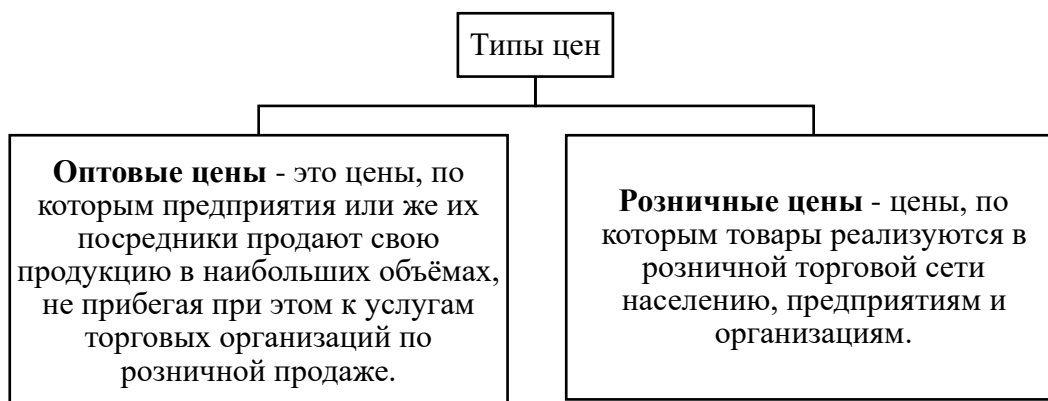 Типы цен
Оптовые цены - это цены, по
которым предприятия или же их
посредники продают свою
продукцию в наибольших объёмах,
не прибегая при этом к услугам
торговых организаций по
розничной продаже.
Розничные цены - цены, по
которым товары реализуются в
розничной торговой сети
населению, предприятиям и
организациям.